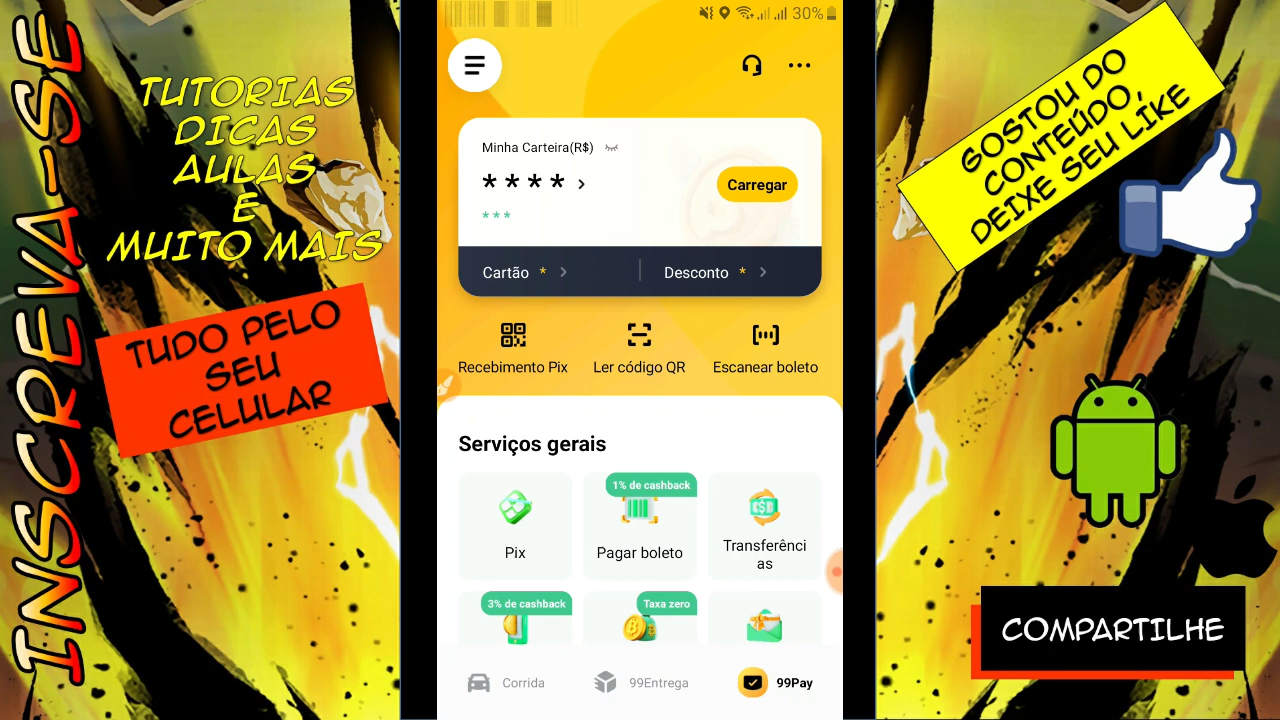 INSCREVA-SE
TUTORIAS
DICAS
AULAS
E
MUITO MAIS
TUDO PELO
SEU
CELULAR
30%
Minha Carteira(R$)
* * * *
Carregar
* * *
Cartão *
Desconto *
Recebimento Pix
Ler código QR
Escanear boleto
Serviços gerais
Pix
1% de cashback
Pagar boleto
Transferênci
as
3% de cashback
Taxa zero
Corrida
99Entrega
99Pay
GOSTOU DO
CONTEÚDO,
DEIXE SEU LIKE
COMPARTILHE